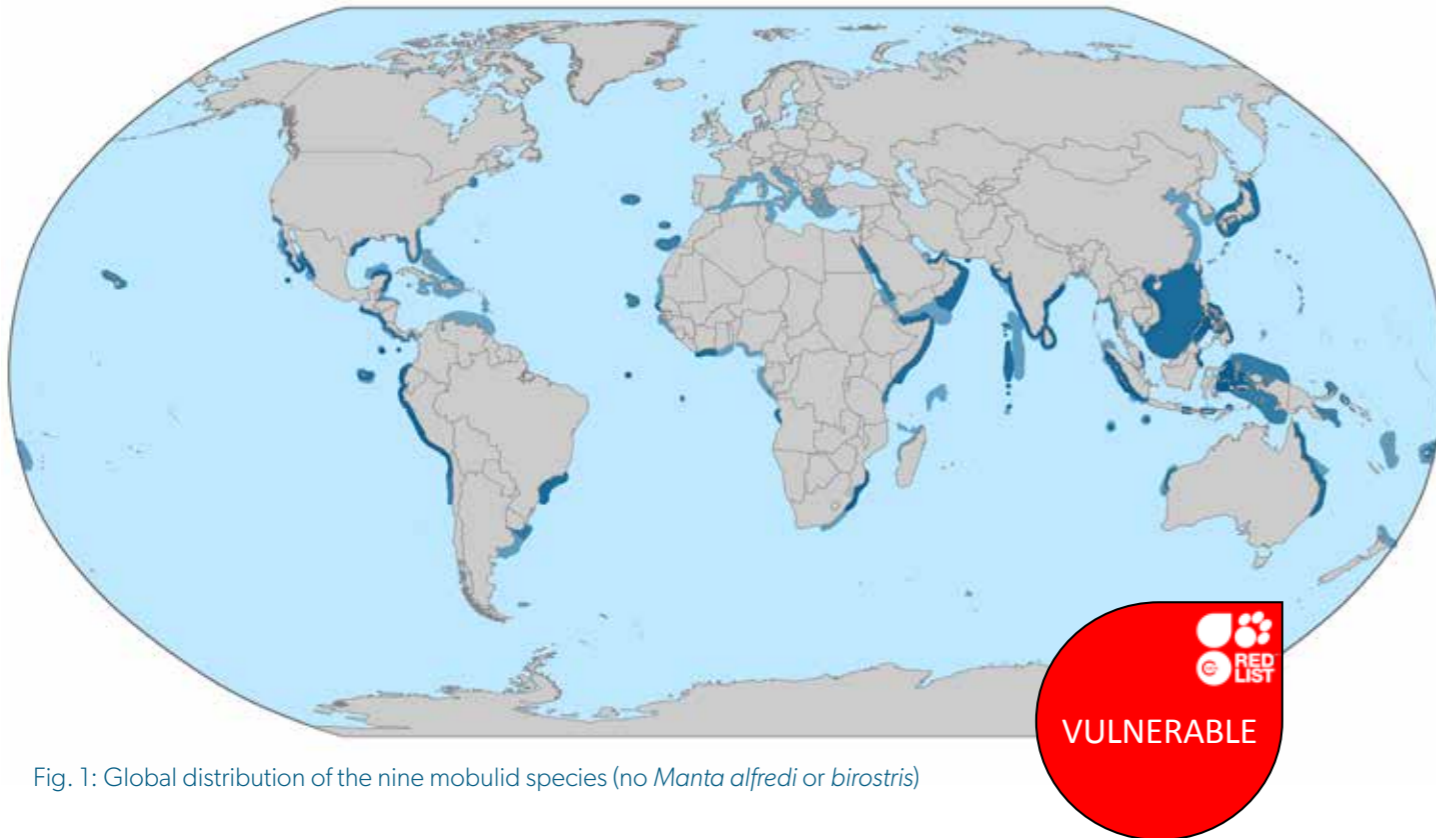 RED
LIST
VULNERABLE
Fig. 1: Global distribution of the nine mobulid species (no Manta alfredi or birostris)